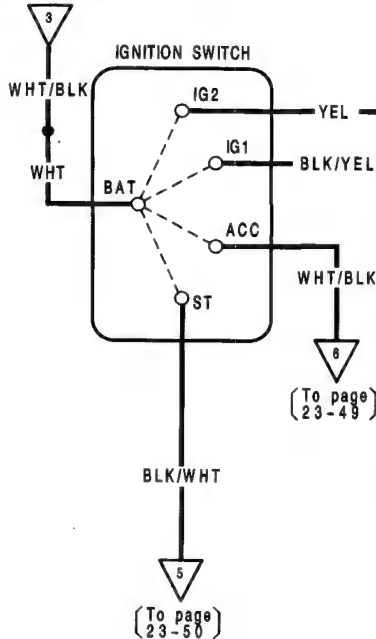 3
IGNITION SWITCH
WHT/BLK
IG2
YEL
IG1
WHT
BLK/YEL
BAT
ACC
WHT/BLK
ST
6
(To page
23-49)
BLK/WHT
5
(To page
23-50)